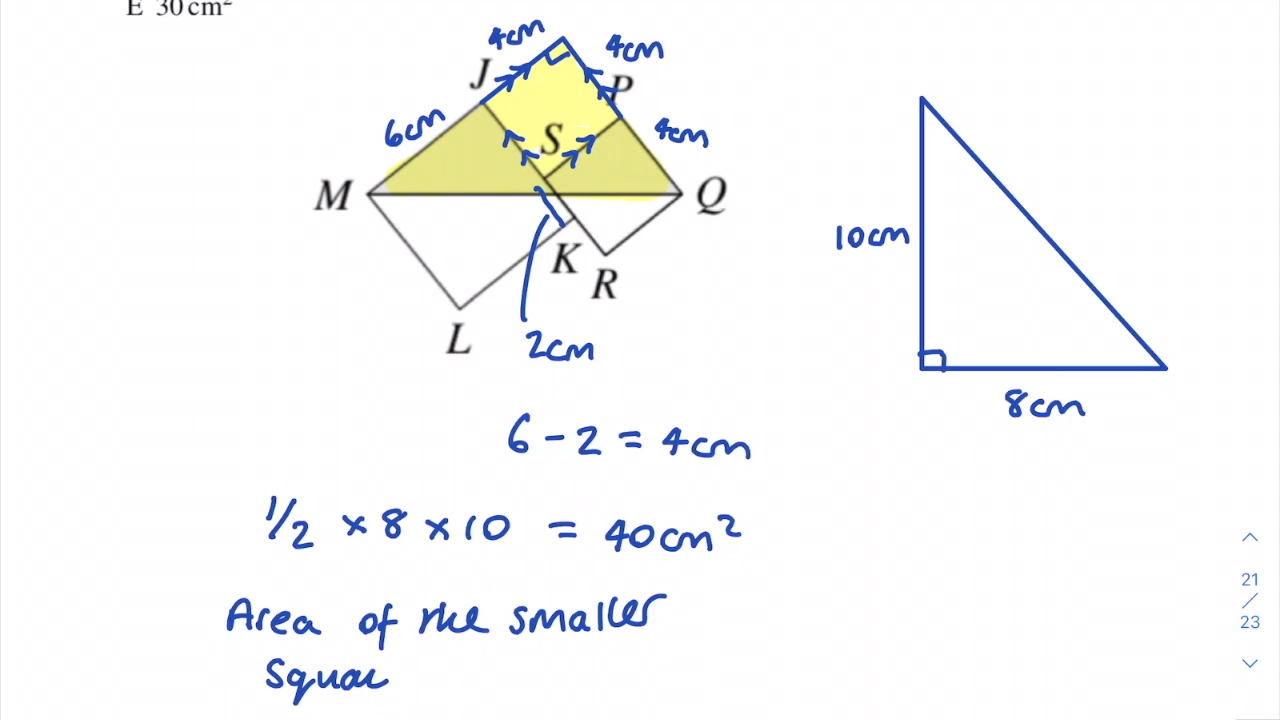 E 30 cm²
4cm
4cm
J
P
6cm
S
4cm
M
Q
10cm
K
R
L
2cm
8cm
6 - 2 = 4cm
1/2 × 8 × 10 = 40cm²
21
/
23
Area of the smaller
Squar